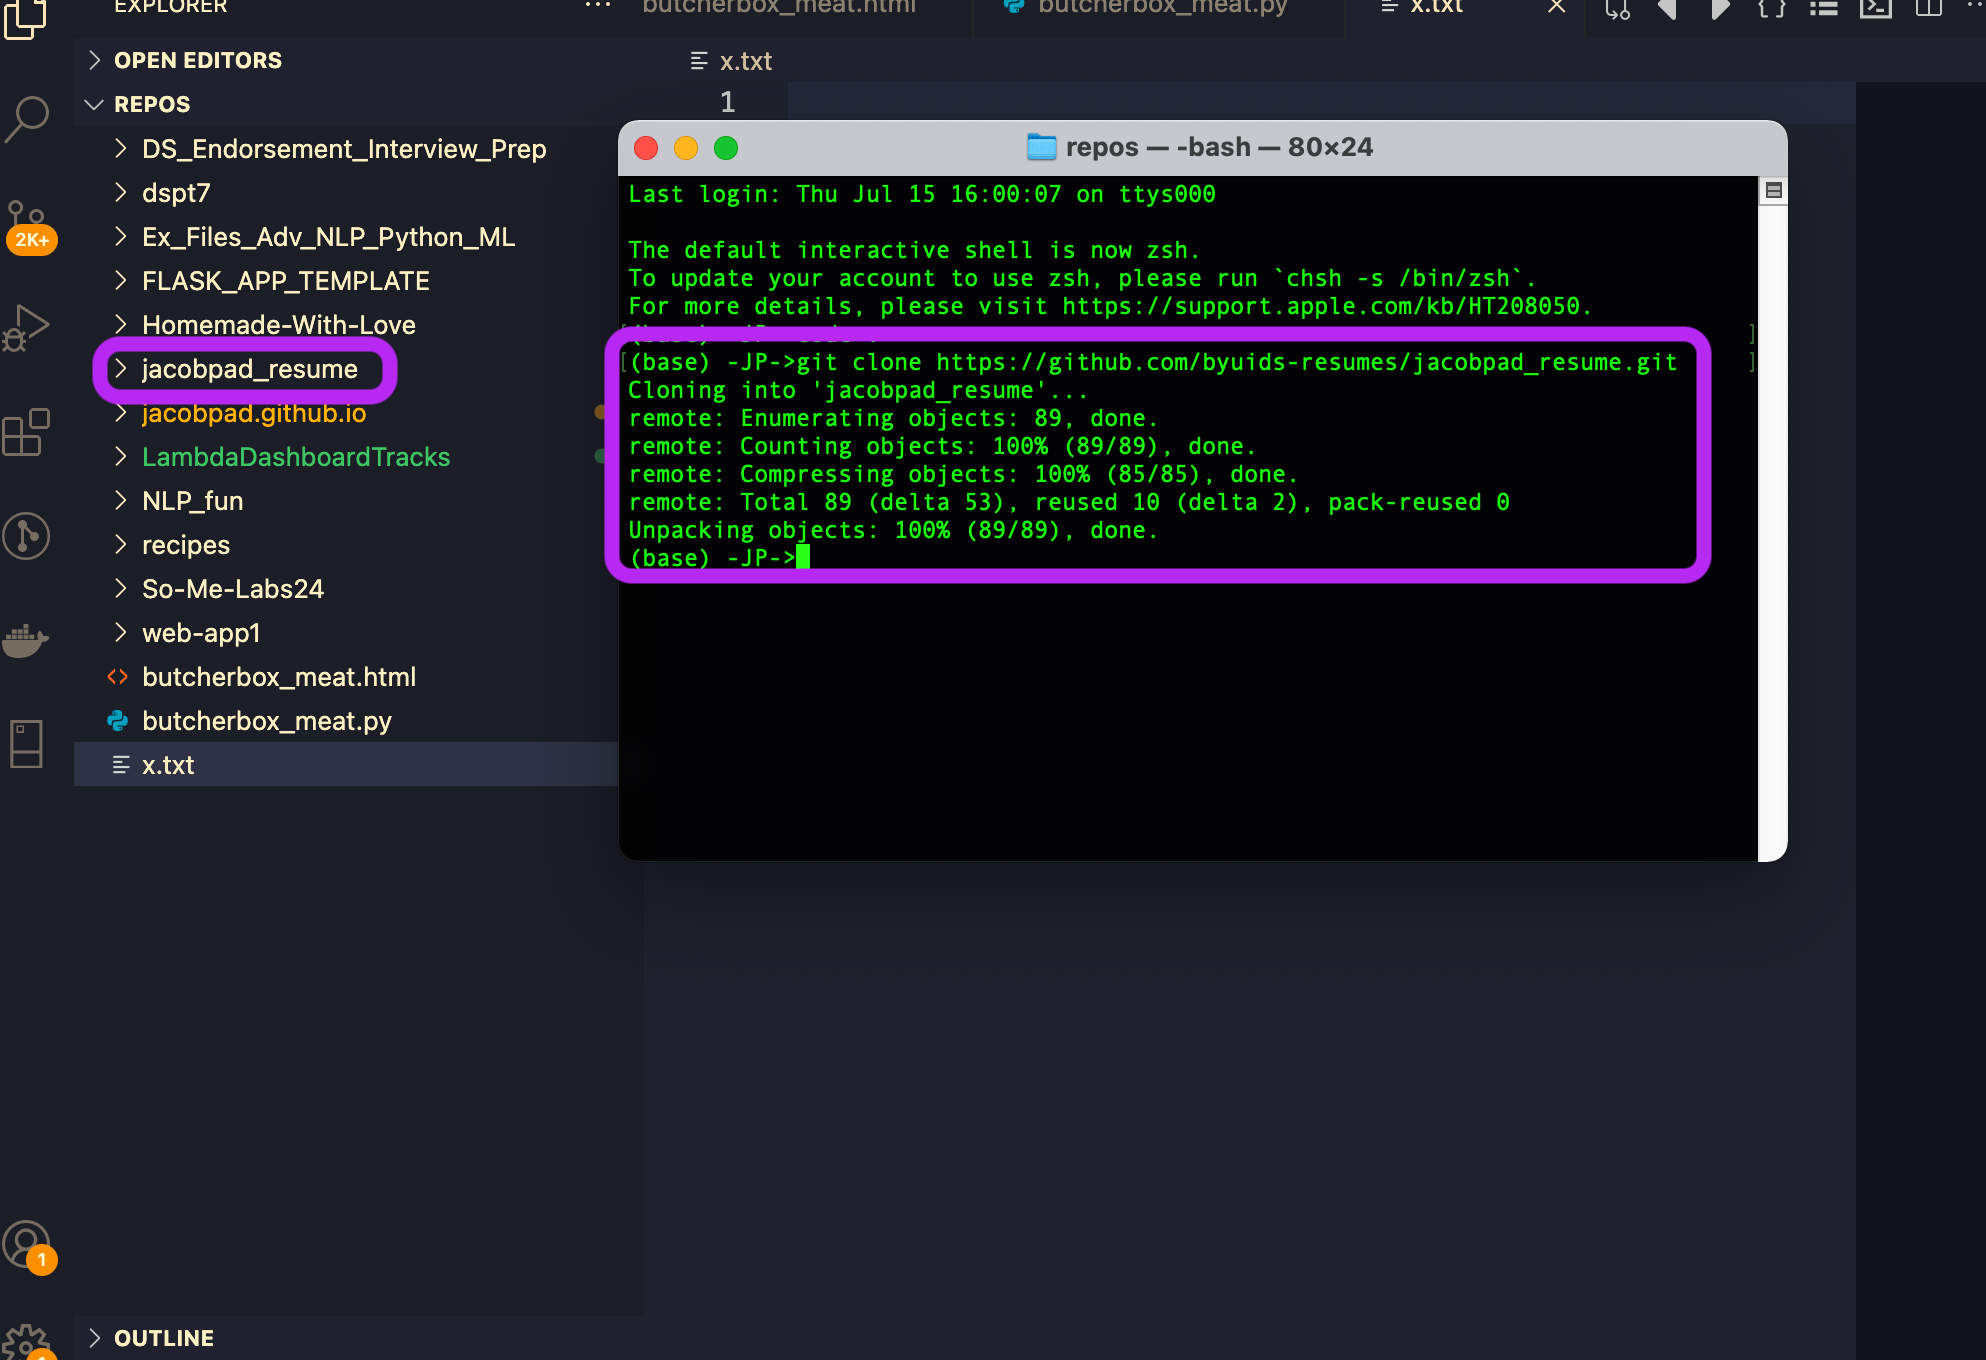 EXPLORER
butcherbox_meat.html
butcherbox_meat.py
x.txt
OPEN EDITORS
x.txt
REPOS
1
DS_Endorsement_Interview_Prep
dspt7
2K+
Ex_Files_Adv_NLP_Python_ML
FLASK_APP_TEMPLATE
Homemade-With-Love
jacobpad_resume
jacobpad.github.io
LambdaDashboardTracks
NLP_fun
recipes
So-Me-Labs24
web-app1
butcherbox_meat.html
butcherbox_meat.py
x.txt
1
OUTLINE
repos — -bash — 80×24
Last login: Thu Jul 15 16:00:07 on ttys000
The default interactive shell is now zsh.
To update your account to use zsh, please run `chsh -s /bin/zsh`.
For more details, please visit https://support.apple.com/kb/HT208050.
[(base) -JP->git clone https://github.com/byuids-resumes/jacobpad_resume.git ]
Cloning into 'jacobpad_resume'...
remote: Enumerating objects: 89, done.
remote: Counting objects: 100% (89/89), done.
remote: Compressing objects: 100% (85/85), done.
remote: Total 89 (delta 53), reused 10 (delta 2), pack-reused 0
Unpacking objects: 100% (89/89), done.
(base) -JP->